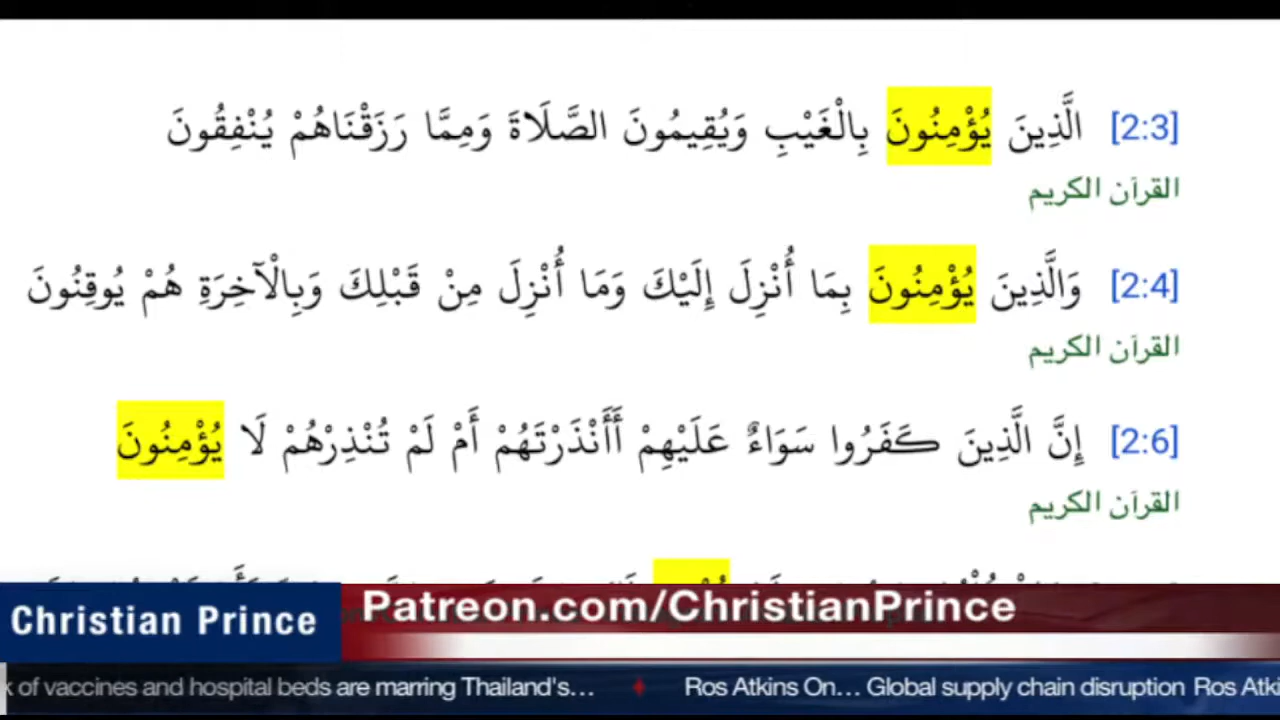 [2:3] الَّذِينَ يُؤْمِنُونَ بِالْغَيْبِ وَيُقِيمُونَ الصَّلَاةَ وَمِمَّا رَزَقْنَاهُمْ يُنْفِقُونَ
القرآن الكريم
[2:4] وَالَّذِينَ يُؤْمِنُونَ بِمَا أُنْزِلَ إِلَيْكَ وَمَا أُنْزِلَ مِنْ قَبْلِكَ وَبِالْآخِرَةِ هُمْ يُوقِنُونَ
القرآن الكريم
[2:6] إِنَّ الَّذِينَ كَفَرُوا سَوَاءٌ عَلَيْهِمْ أَأَنْذَرْتَهُمْ أَمْ لَمْ تُنْذِرْهُمْ لَا يُؤْمِنُونَ
القرآن الكريم
Patreon.com/ChristianPrince
Christian Prince
of vaccines and hospital beds are marring Thailand's... Ros Atkins On... Global supply chain disruption Ros